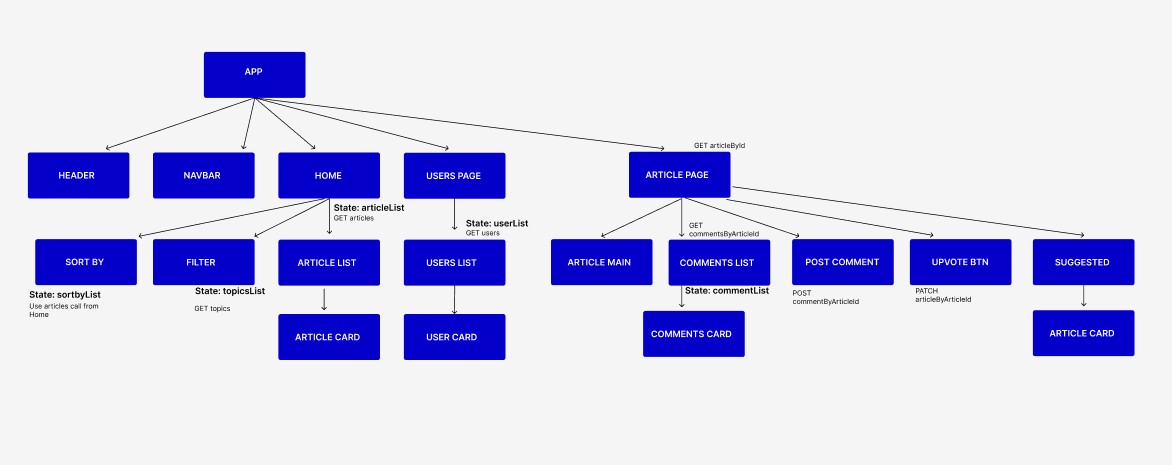 APP
GET articleById
HEADER
NAVBAR
HOME
USERS PAGE
ARTICLE PAGE
State: articleList
GET articles
State: userList
GET users
GET
commentsByArticleId
SORT BY
FILTER
ARTICLE LIST
USERS LIST
ARTICLE MAIN
COMMENTS LIST
POST COMMENT
UPVOTE BTN
SUGGESTED
State: sortbyList
Use articles call from
Home
State: topicsList
GET topics
State: commentList
POST
commentByArticleId
PATCH
articleByArticleId
ARTICLE CARD
USER CARD
COMMENTS CARD
ARTICLE CARD